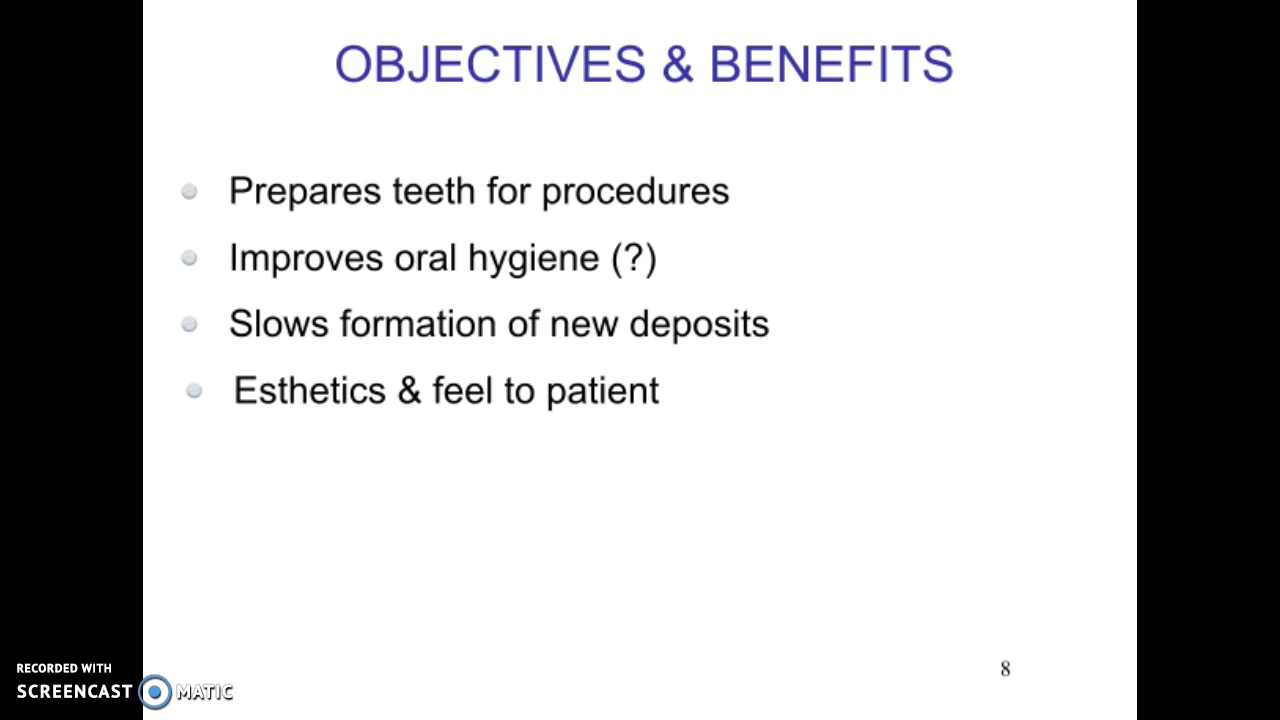 OBJECTIVES & BENEFITS
Prepares teeth for procedures
Improves oral hygiene (?)
Slows formation of new deposits
Esthetics & feel to patient
8
RECORDED WITH
SCREENCAST MATIC